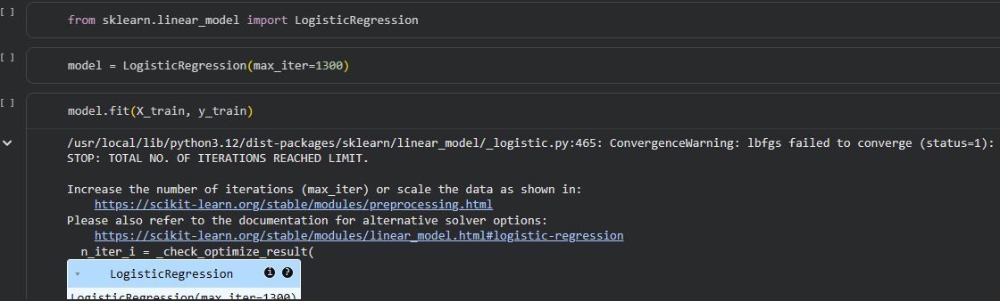 [ ]
from sklearn.linear_model import LogisticRegression
[ ]
model = LogisticRegression(max_iter=1300)
[ ]
model.fit(X_train, y_train)
/usr/local/lib/python3.12/dist-packages/sklearn/linear_model/_logistic.py:465: ConvergenceWarning: lbfgs failed to converge (status=1):
STOP: TOTAL NO. OF ITERATIONS REACHED LIMIT.
Increase the number of iterations (max_iter) or scale the data as shown in:
https://scikit-learn.org/stable/modules/preprocessing.html
Please also refer to the documentation for alternative solver options:
https://scikit-learn.org/stable/modules/linear_model.html#logistic-regression
n_iter_i = _check_optimize_result(
LogisticRegression i ?
LogisticRegression(max_iter=1300)